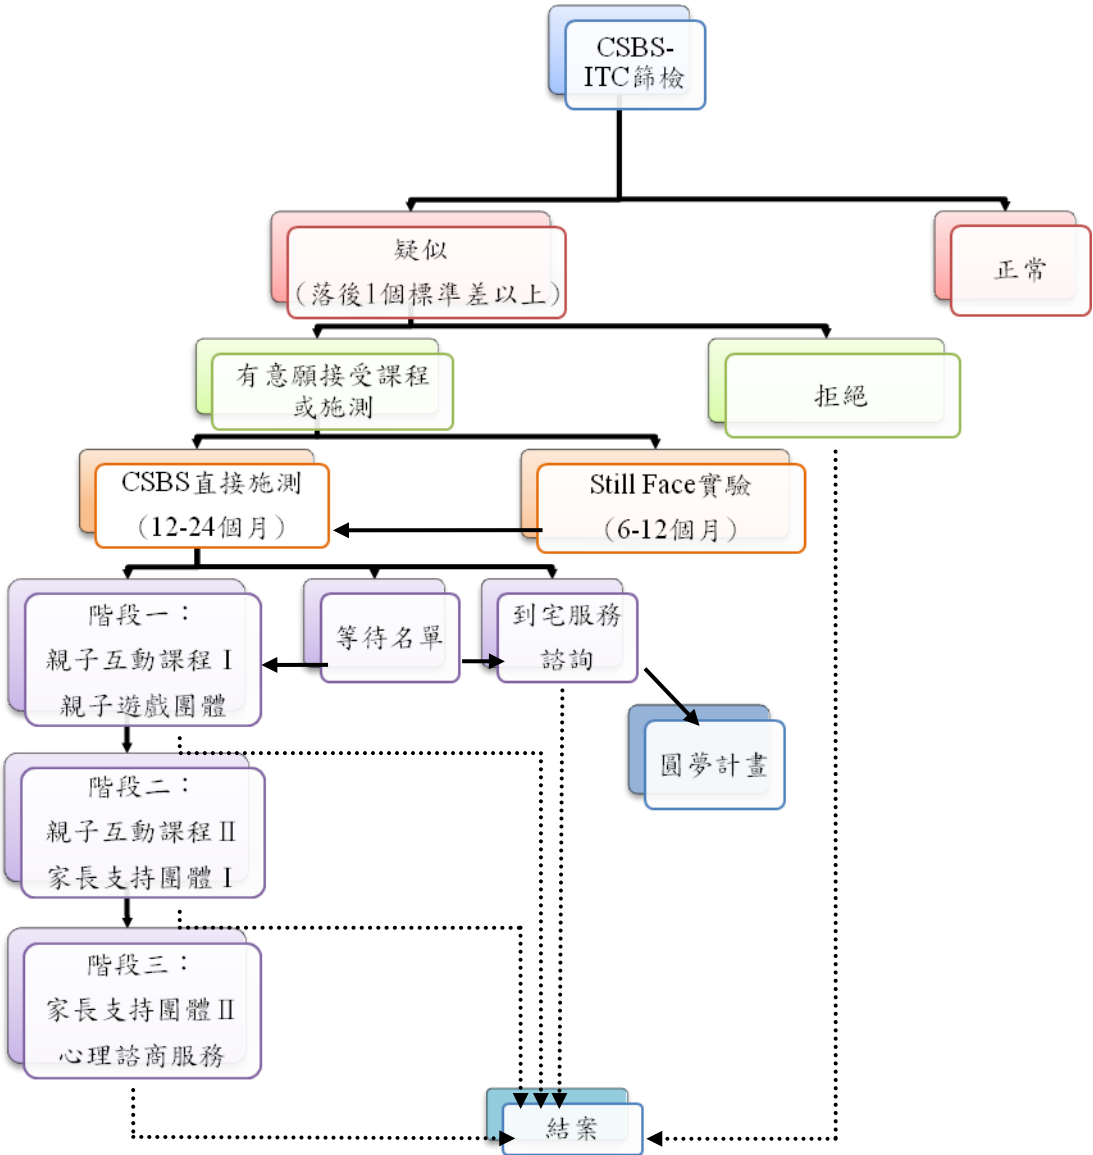 CSBS-
ITC篩檢
疑似
（落後1個標準差以上）
正常
有意願接受課程
或施測
拒絕
CSBS直接施測
（12-24個月）
Still Face實驗
（6-12個月）
階段一：
親子互動課程Ⅰ
親子遊戲團體
等待名單
到宅服務
諮詢
圓夢計畫
階段二：
親子互動課程Ⅱ
家長支持團體Ⅰ
階段三：
家長支持團體Ⅱ
心理諮商服務
結案